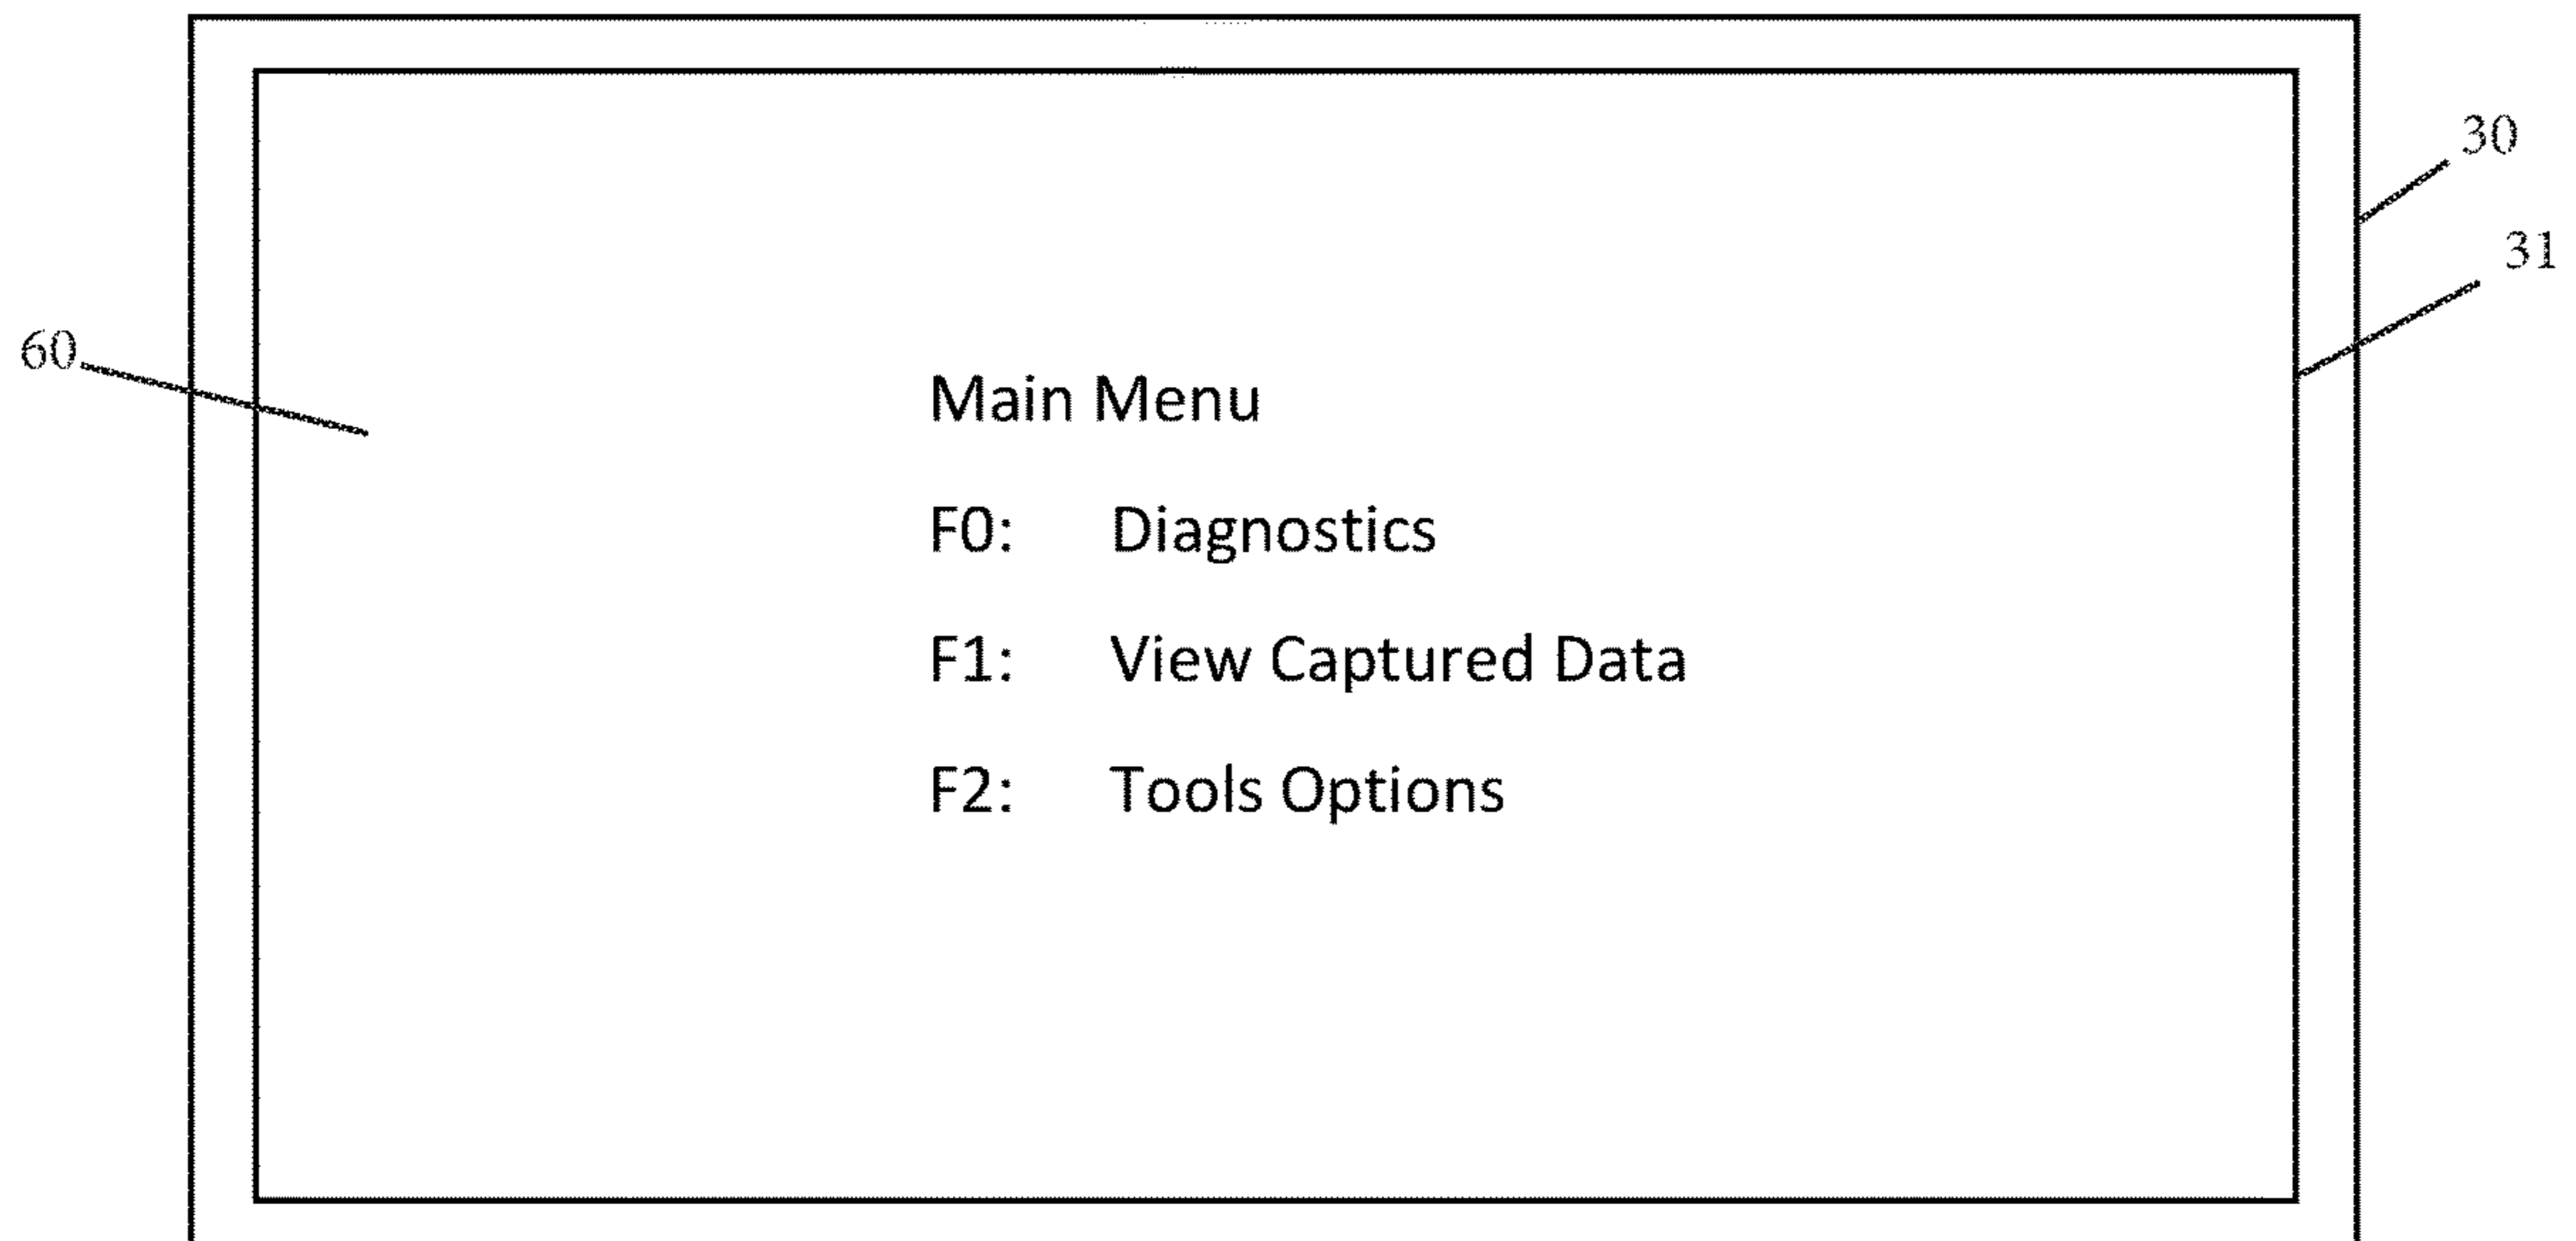 30
31
60
Main Menu
F0: Diagnostics
F1: View Captured Data
F2: Tools Options